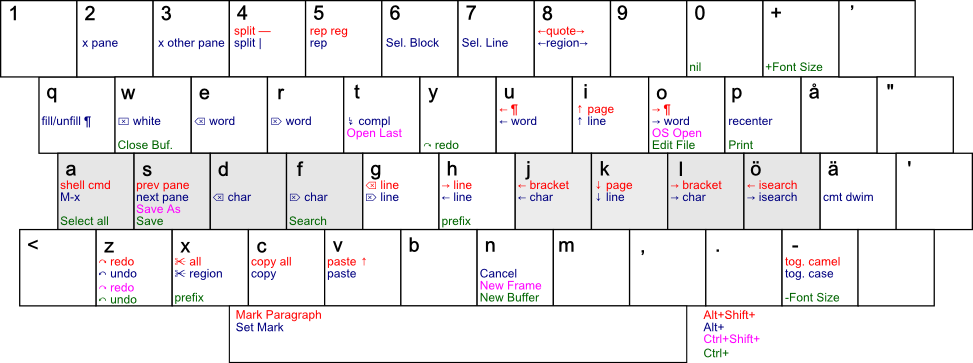 1 2 3 4 5 6 7 8 9 0 + ’
split — rep reg ←quote→
x pane x other pane split | rep Sel. Block Sel. Line ←region→
nil +Font Size
q w e r t y u i o p å "
← ¶ ↑ page → ¶
fill/unfill ¶ ⌧ white ⌫ word ⌦ word ↳ compl ← word ↑ line → word recenter
Open Last OS Open
Close Buf. ↷ redo Edit File Print
a s d f g h j k l ö ä '
shell cmd prev pane ⌫ line → line ← bracket ↓ page → bracket ← isearch
M-x next pane ⌫ char ⌦ char ⌦ line ← line ← char ↓ line → char → isearch cmt dwim
Save As
Select all Save Search prefix
< z x c v b n m , . -
↷ redo ✂ all copy all paste ↑ tog. camel
↶ undo ✂ region copy paste Cancel tog. case
↷ redo New Frame
↶ undo prefix New Buffer -Font Size
Mark Paragraph Alt+Shift+
Set Mark Alt+
Ctrl+Shift+
Ctrl+